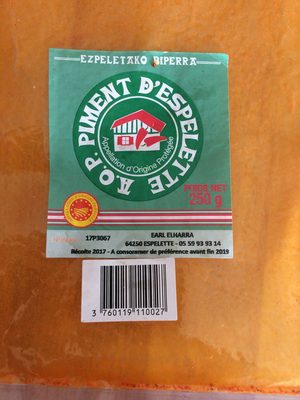 EZPELETAKO BIPERRA
A.O.P. PIMENT D'ESPELETTE
Appellation d'Origine Protégée
POIDS NET
250 g
17P3067
EARL ELHARRA
64250 ESPELETTE - 05 59 93 93 14
Récolte 2017 - A consommer de préférence avant fin 2019
3 760119 110027